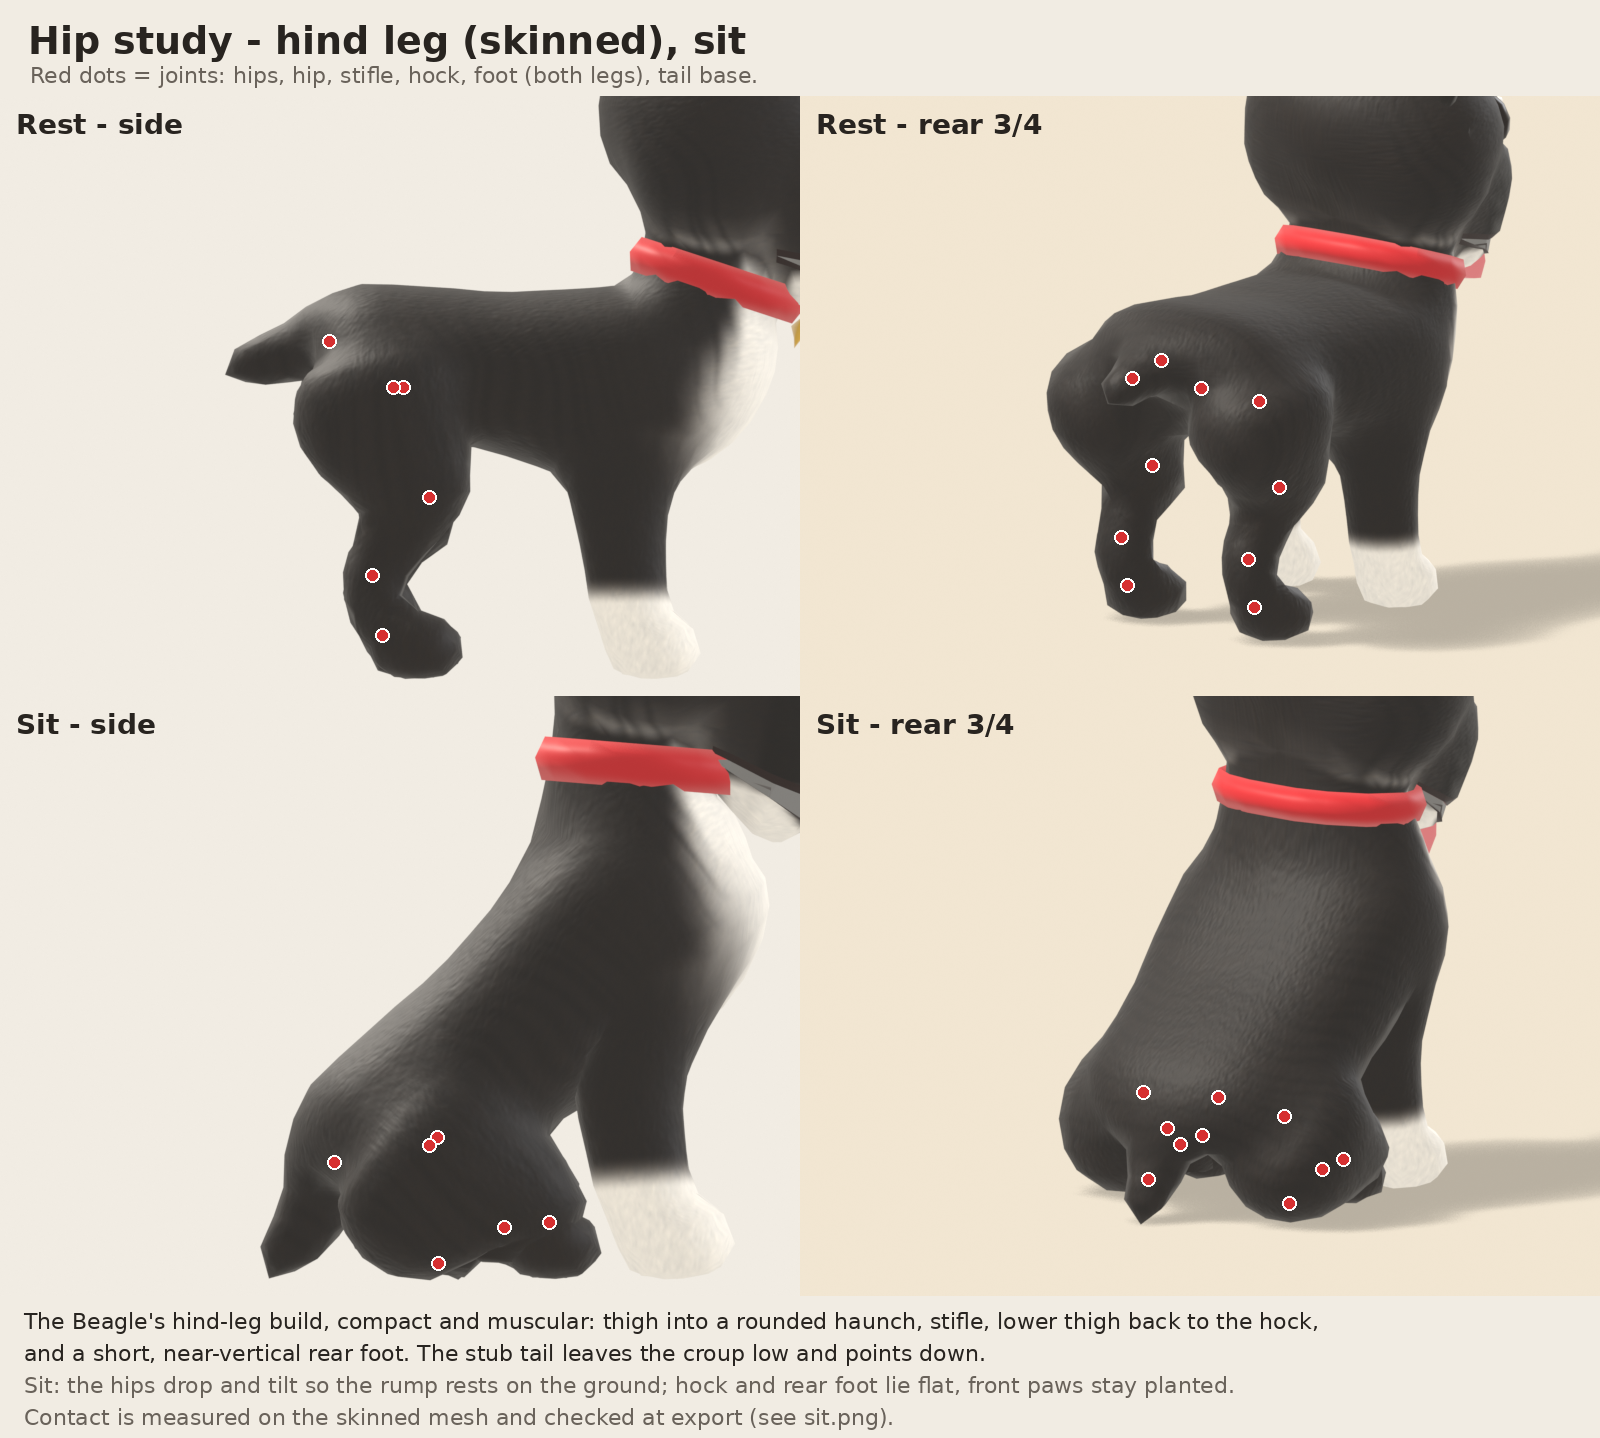 Hip study - hind leg (skinned), sit
Red dots = joints: hips, hip, stifle, hock, foot (both legs), tail base.
Rest - side
Rest - rear 3/4
Sit - side
Sit - rear 3/4
The Beagle's hind-leg build, compact and muscular: thigh into a rounded haunch, stifle, lower thigh back to the hock,
and a short, near-vertical rear foot. The stub tail leaves the croup low and points down.
Sit: the hips drop and tilt so the rump rests on the ground; hock and rear foot lie flat, front paws stay planted.
Contact is measured on the skinned mesh and checked at export (see sit.png).